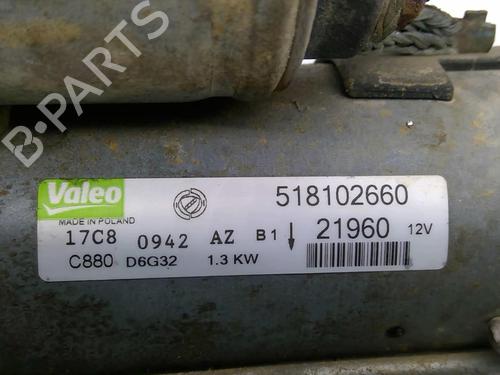 B-PARTS
Valeo
MADE IN POLAND
518102660
17C8 0942 AZ B1 ↓ 21960 12V
C880 D6G32 1.3 KW